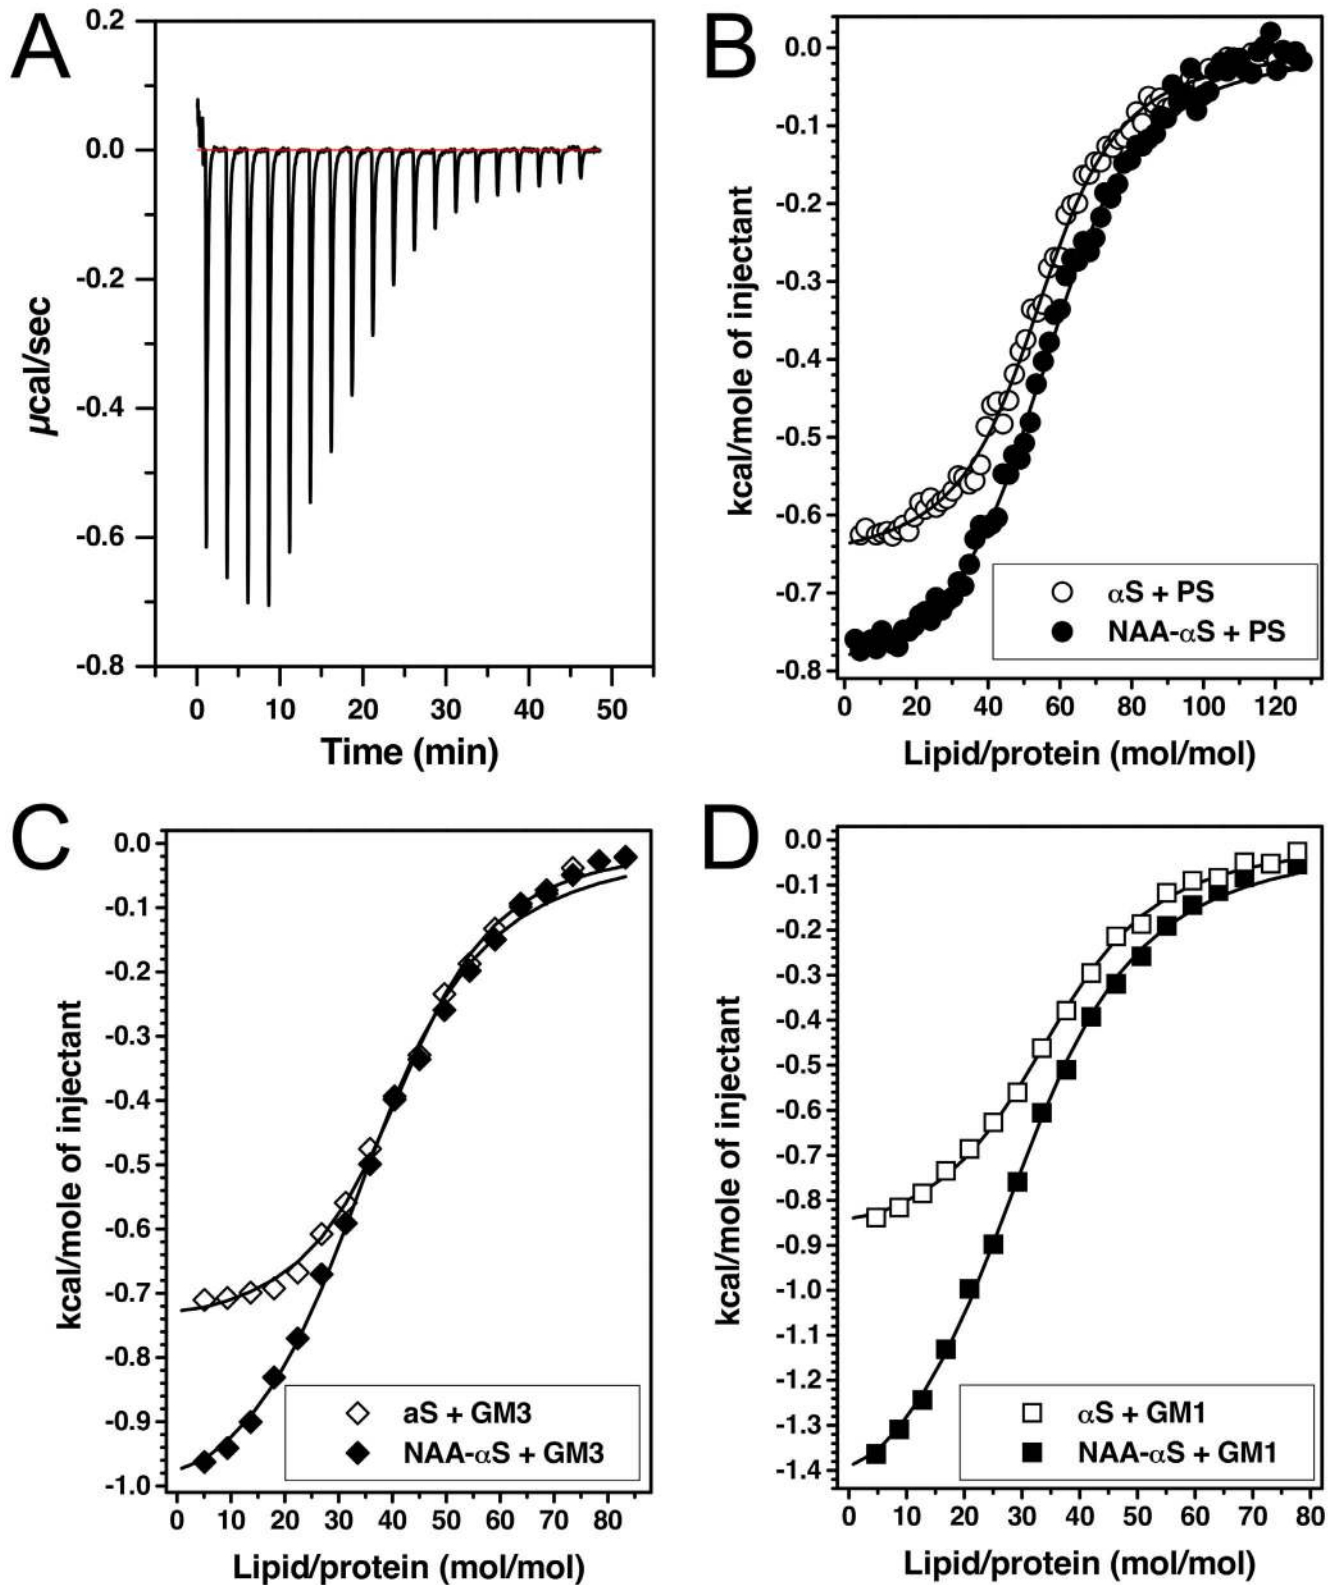 A
0.2
0.0
-0.2
-0.4
-0.6
-0.8
µcal/sec
0 10 20 30 40 50
Time (min)
B
0.0
-0.1
-0.2
-0.3
-0.4
-0.5
-0.6
-0.7
-0.8
kcal/mole of injectant
αS + PS
NAA-αS + PS
0 20 40 60 80 100 120
Lipid/protein (mol/mol)
C
0.0
-0.1
-0.2
-0.3
-0.4
-0.5
-0.6
-0.7
-0.8
-0.9
-1.0
kcal/mole of injectant
aS + GM3
NAA-αS + GM3
0 10 20 30 40 50 60 70 80
Lipid/protein (mol/mol)
D
0.0
-0.1
-0.2
-0.3
-0.4
-0.5
-0.6
-0.7
-0.8
-0.9
-1.0
-1.1
-1.2
-1.3
-1.4
kcal/mole of injectant
αS + GM1
NAA-αS + GM1
0 10 20 30 40 50 60 70 80
Lipid/protein (mol/mol)